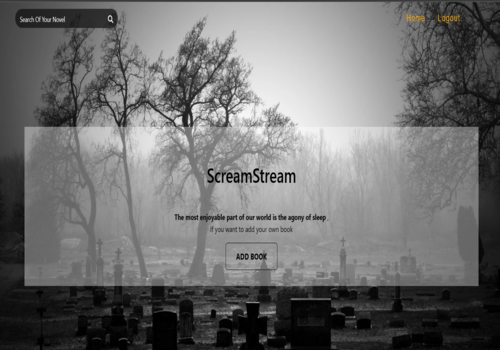 Search Of Your Novel
Home Logout
ScreamStream
The most enjoyable part of our world is the agony of sleep
If you want to add your own book
ADD BOOK